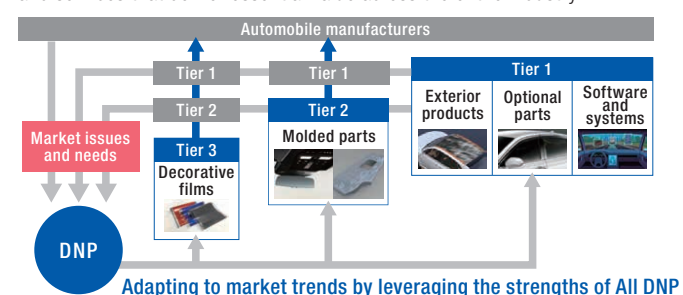 Automobile manufacturers
Tier 1
Tier 1
Tier 1
Tier 2
Tier 2
Exterior
products
Optional
parts
Software
and
systems
Market issues
and needs
Tier 3
Decorative
films
Molded parts
DNP
Adapting to market trends by leveraging the strengths of All DNP